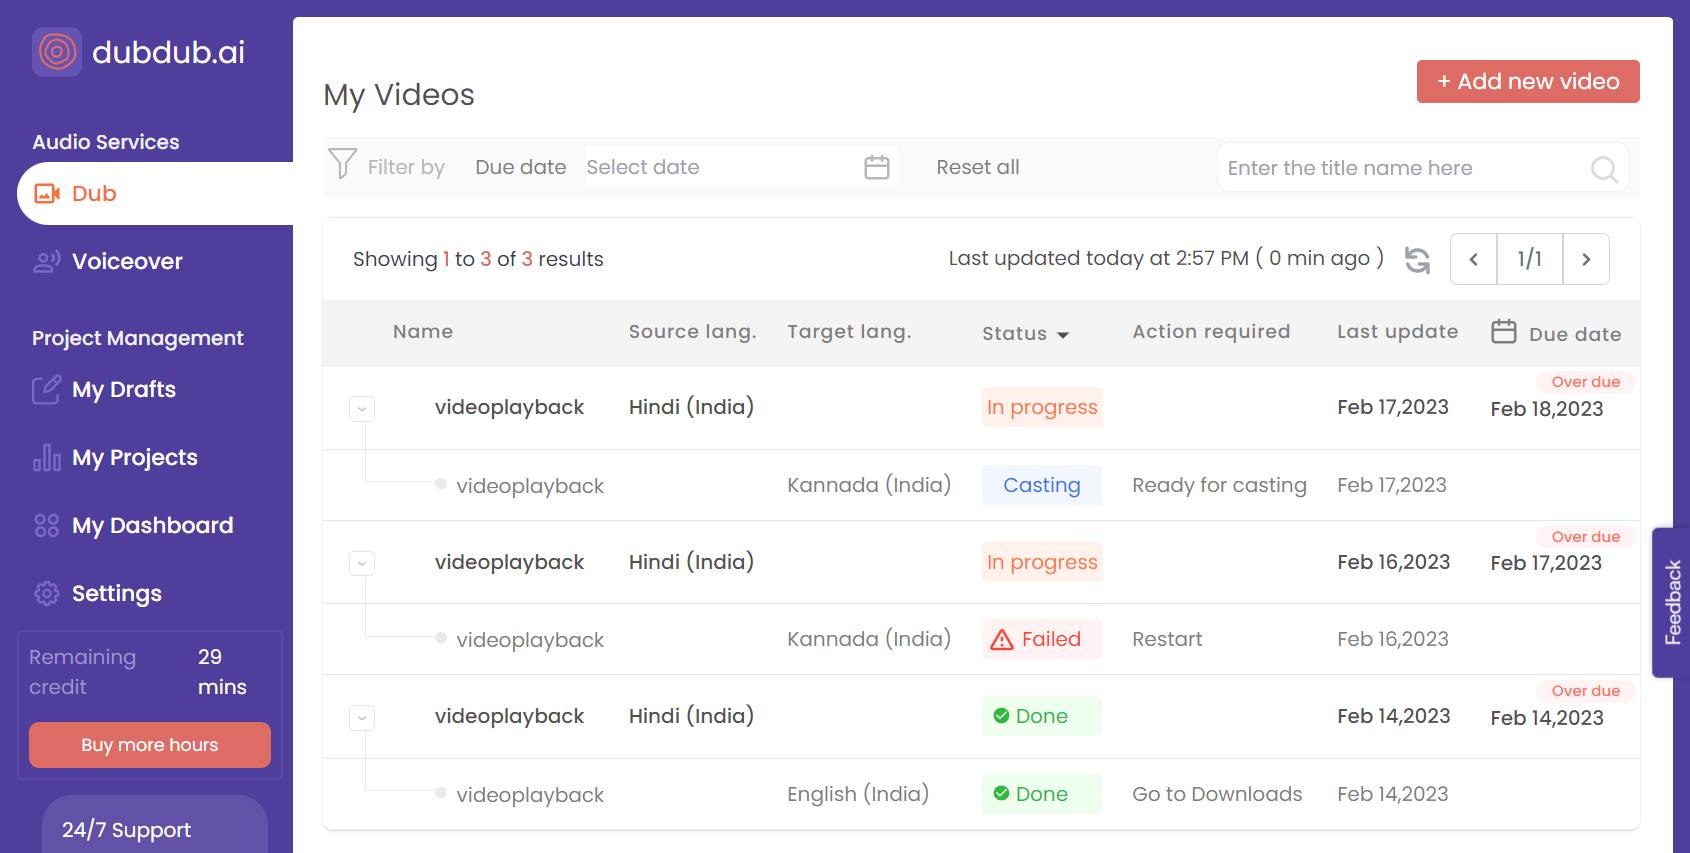 dubdub.ai
Audio Services
Dub
Voiceover
Project Management
My Drafts
My Projects
My Dashboard
Settings
Remaining credit
29 mins
Buy more hours
24/7 Support
My Videos
+ Add new video
Filter by Due date Select date Reset all Enter the title name here
Showing 1 to 3 of 3 results Last updated today at 2:57 PM ( 0 min ago ) 1/1
Name Source lang. Target lang. Status Action required Last update Due date
Over due
videoplayback Hindi (India) In progress Feb 17,2023 Feb 18,2023
videoplayback Kannada (India) Casting Ready for casting Feb 17,2023
Over due
videoplayback Hindi (India) In progress Feb 16,2023 Feb 17,2023
videoplayback Kannada (India) Failed Restart Feb 16,2023
Over due
videoplayback Hindi (India) Done Feb 14,2023 Feb 14,2023
videoplayback English (India) Done Go to Downloads Feb 14,2023
Feedback